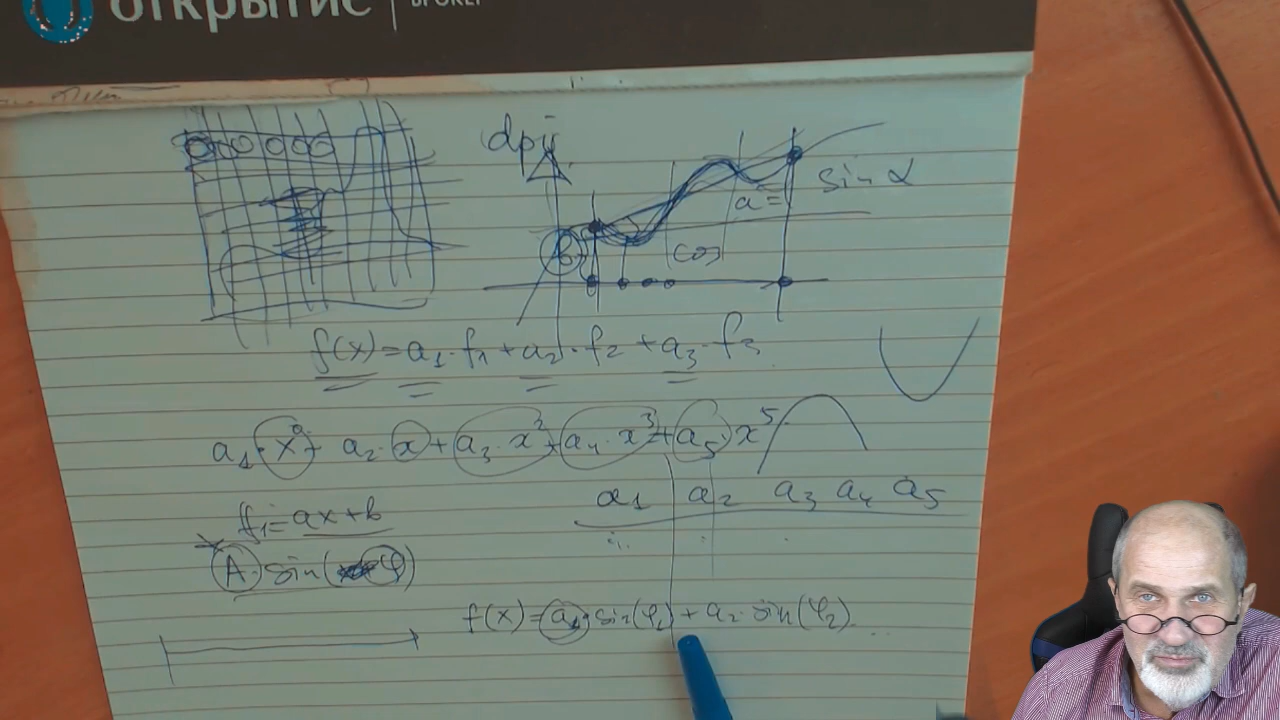 открытие
БРОКЕР
sin α
a =
cos
f(x) = a₁·f₁ + a₂·f₂ + a₃·f₃
a₁·x⁰ + a₂·x + a₃·x² + a₄·x³ + a₅·x⁵
a₁ a₂ a₃ a₄ a₅
f₁ = ax + b
A sin(φ)
f(x) = a₁·sin(φ₁) + a₂·sin(φ₂) ...